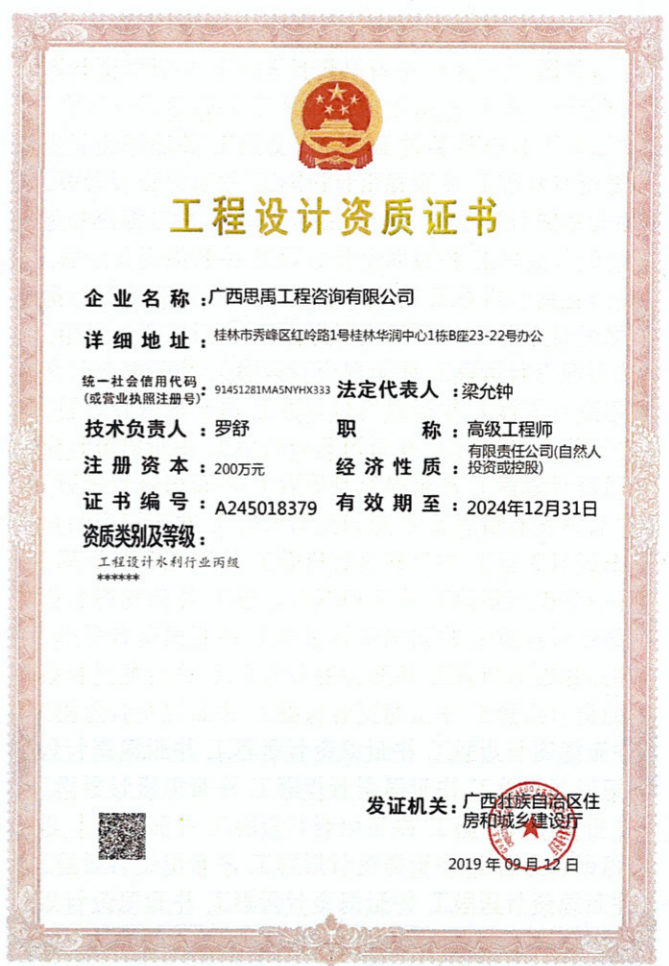 工程设计资质证书
企业名称：广西思禹工程咨询有限公司
详细地址：桂林市秀峰区红岭路1号桂林华润中心1栋B座23-22号办公
统一社会信用代码
(或营业执照注册号)：91451281MA5NYHX333 法定代表人：梁允钟
技术负责人：罗舒 职称：高级工程师
注册资本：200万元 经济性质：有限责任公司(自然人
投资或控股)
证书编号：A245018379 有效期至：2024年12月31日
资质类别及等级：
工程设计水利行业丙级
******
发证机关：广西壮族自治区住
房和城乡建设厅
2019年09月12日